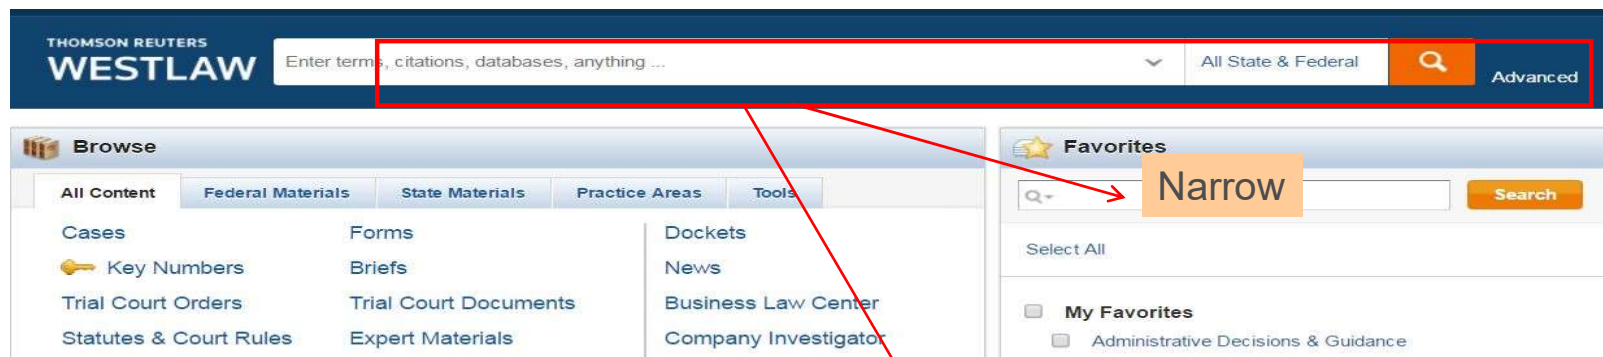 THOMSON REUTERS
WESTLAW
Enter terms, citations, databases, anything ...
All State & Federal
Advanced
Browse
Favorites
All Content Federal Materials State Materials Practice Areas Tools
Narrow
Search
Cases Forms Dockets
Select All
Key Numbers Briefs News
Trial Court Orders Trial Court Documents Business Law Center
My Favorites
Statutes & Court Rules Expert Materials Company Investigator
Administrative Decisions & Guidance